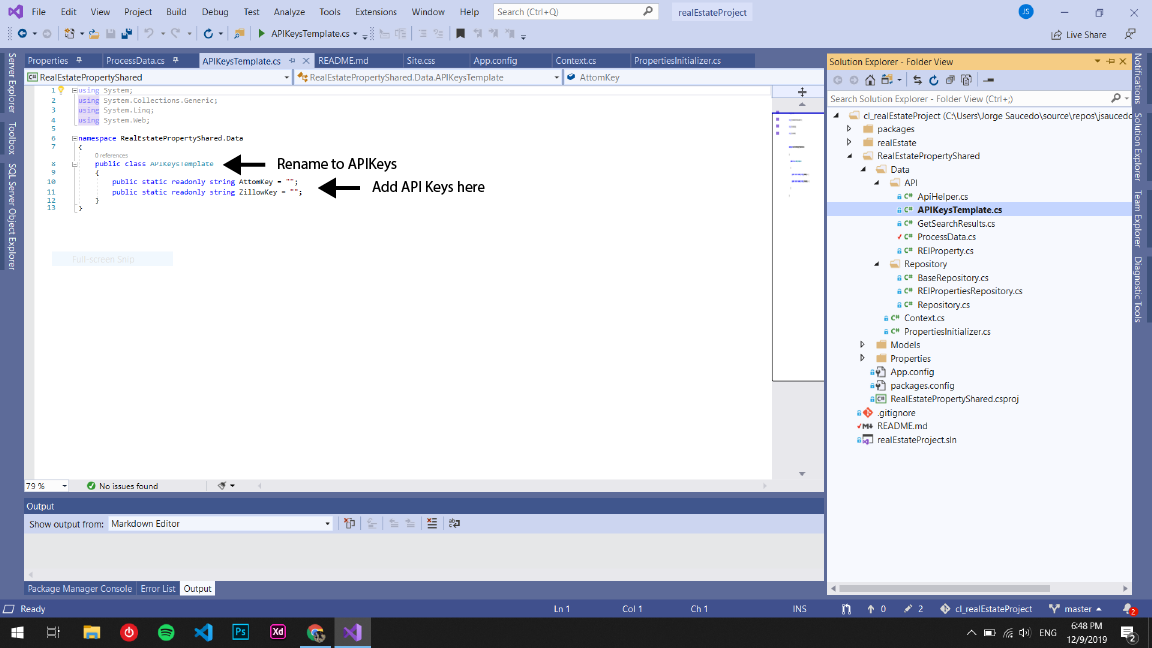 File Edit View Project Build Debug Test Analyze Tools Extensions Window Help Search (Ctrl+Q) realEstateProject JS
APIKeysTemplate.cs Live Share
Properties ProcessData.cs APIKeysTemplate.cs README.md Site.css App.config Context.cs PropertiesInitializer.cs
RealEstatePropertyShared RealEstatePropertyShared.Data.APIKeysTemplate AttomKey
Server Explorer
Toolbox
SQL Server Object Explorer
1 using System;
2 using System.Collections.Generic;
3 using System.Linq;
4 using System.Web;
5
6 namespace RealEstatePropertyShared.Data
7 {
0 references
8 public class APIKeysTemplate
9 {
10 public static readonly string AttomKey = "";
11 public static readonly string ZillowKey = "";
12 }
13 }
Rename to APIKeys
Add API Keys here
Full-screen Snip
79 % No issues found
Output
Show output from: Markdown Editor
Package Manager Console Error List Output
Solution Explorer - Folder View
Search Solution Explorer - Folder View (Ctrl+;)
cl_realEstateProject (C:\Users\Jorge.Saucedo\source\repos\jsaucedo
packages
realEstate
RealEstatePropertyShared
Data
API
C# ApiHelper.cs
C# APIKeysTemplate.cs
C# GetSearchResults.cs
C# ProcessData.cs
C# REIProperty.cs
Repository
C# BaseRepository.cs
C# REIPropertiesRepository.cs
C# Repository.cs
C# Context.cs
C# PropertiesInitializer.cs
Models
Properties
App.config
packages.config
C# RealEstatePropertyShared.csproj
.gitignore
README.md
realEstateProject.sln
Notifications
Solution Explorer
Team Explorer
Diagnostic Tools
Ready Ln 1 Col 1 Ch 1 INS 0 2 cl_realEstateProject master 2
Ps Xd ENG 6:48 PM
12/9/2019 2